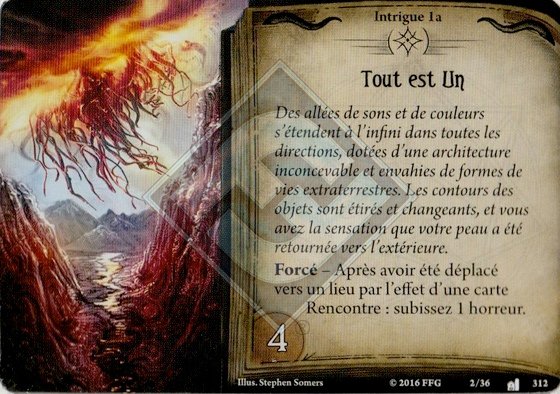 Intrigue 1a
Tout est Un
Des allées de sons et de couleurs
s'étendent à l'infini dans toutes les
directions, dotées d'une architecture
inconcevable et envahies de formes de
vies extraterrestres. Les contours des
objets sont étirés et changeants, et vous
avez la sensation que votre peau a été
retournée vers l'extérieure.
Forcé – Après avoir été déplacé
vers un lieu par l'effet d'une carte
Rencontre : subissez 1 horreur.
4
Illus. Stephen Somers © 2016 FFG 2/36 312